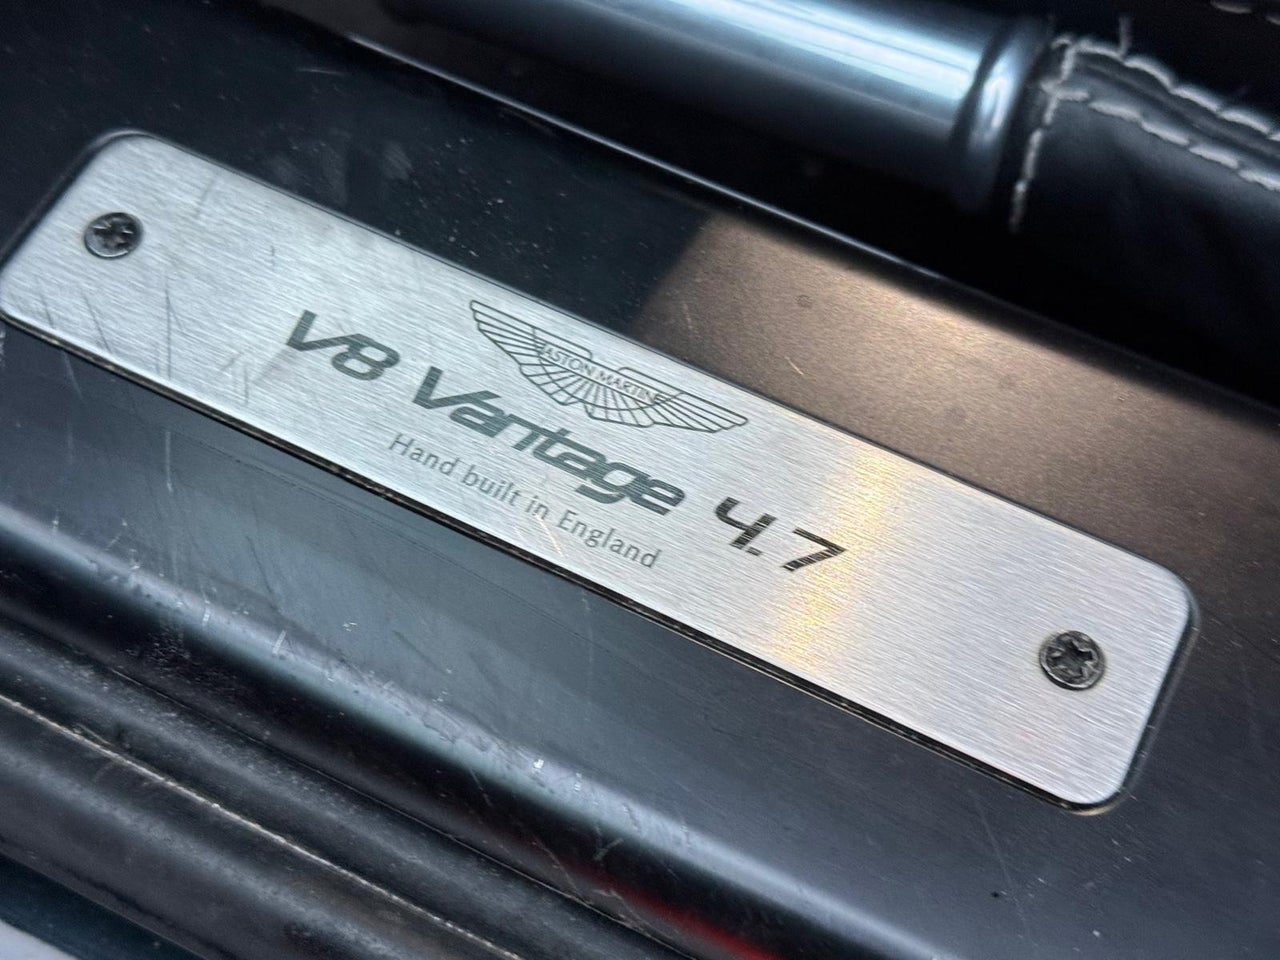 ASTON MARTIN
V8 Vantage 4.7
Hand built in England